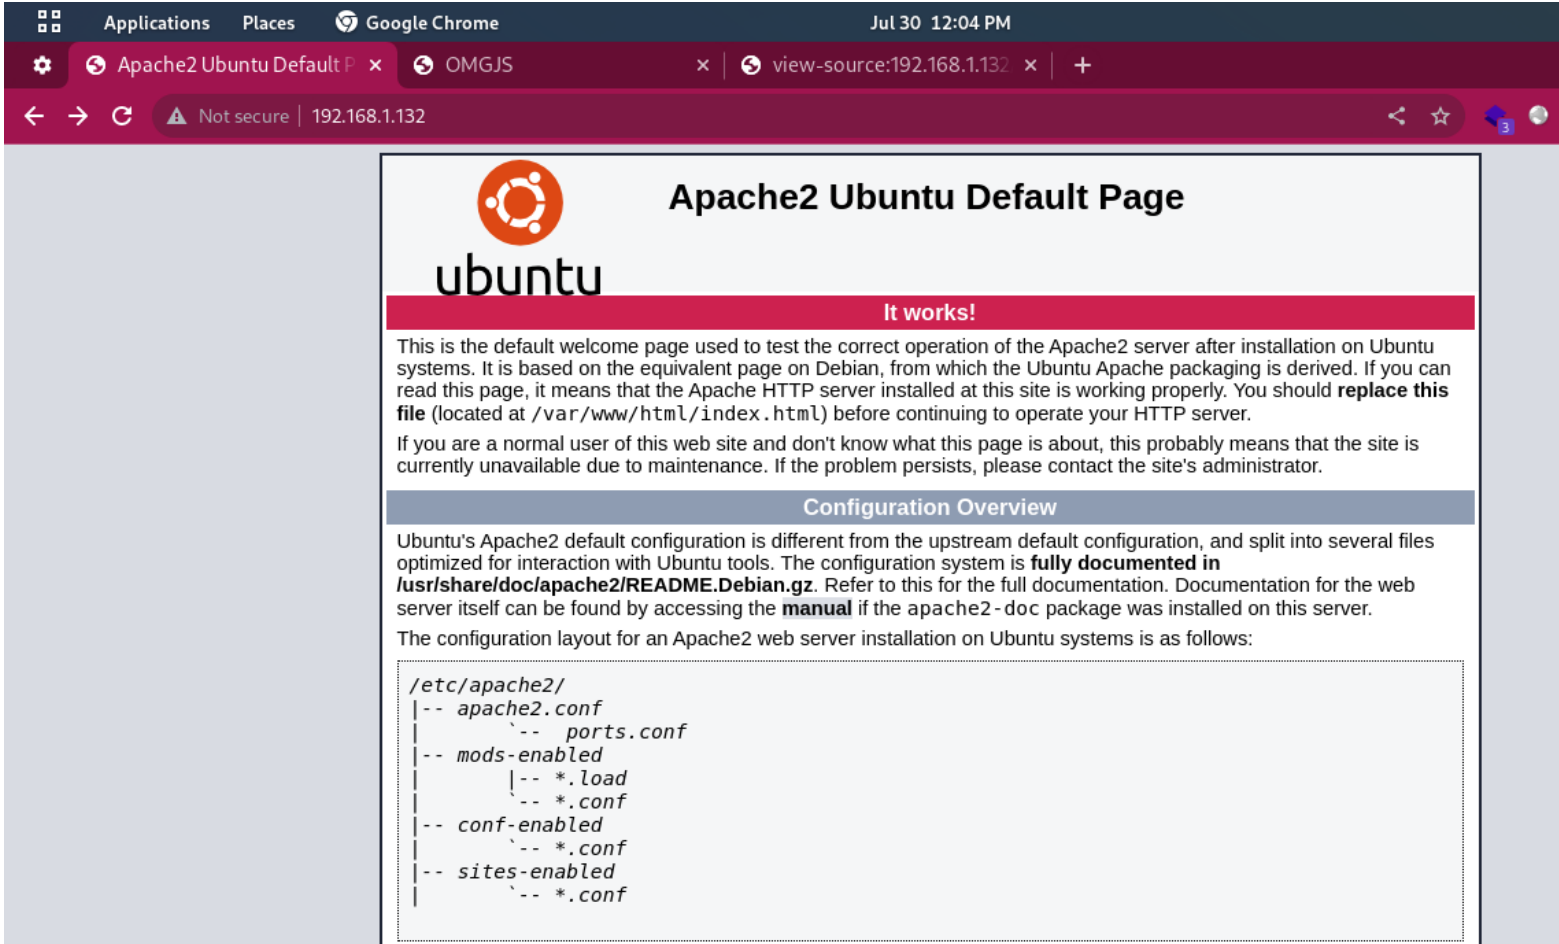 Applications Places Google Chrome Jul 30 12:04 PM
Apache2 Ubuntu Default P OMGJS view-source:192.168.1.132
Not secure 192.168.1.132
3
ubuntu
Apache2 Ubuntu Default Page
It works!
This is the default welcome page used to test the correct operation of the Apache2 server after installation on Ubuntu
systems. It is based on the equivalent page on Debian, from which the Ubuntu Apache packaging is derived. If you can
read this page, it means that the Apache HTTP server installed at this site is working properly. You should replace this
file (located at /var/www/html/index.html) before continuing to operate your HTTP server.
If you are a normal user of this web site and don't know what this page is about, this probably means that the site is
currently unavailable due to maintenance. If the problem persists, please contact the site's administrator.
Configuration Overview
Ubuntu's Apache2 default configuration is different from the upstream default configuration, and split into several files
optimized for interaction with Ubuntu tools. The configuration system is fully documented in
/usr/share/doc/apache2/README.Debian.gz. Refer to this for the full documentation. Documentation for the web
server itself can be found by accessing the manual if the apache2-doc package was installed on this server.
The configuration layout for an Apache2 web server installation on Ubuntu systems is as follows:
/etc/apache2/
|-- apache2.conf
|       `--  ports.conf
|-- mods-enabled
|       |-- *.load
|       `-- *.conf
|-- conf-enabled
|       `-- *.conf
|-- sites-enabled
|       `-- *.conf